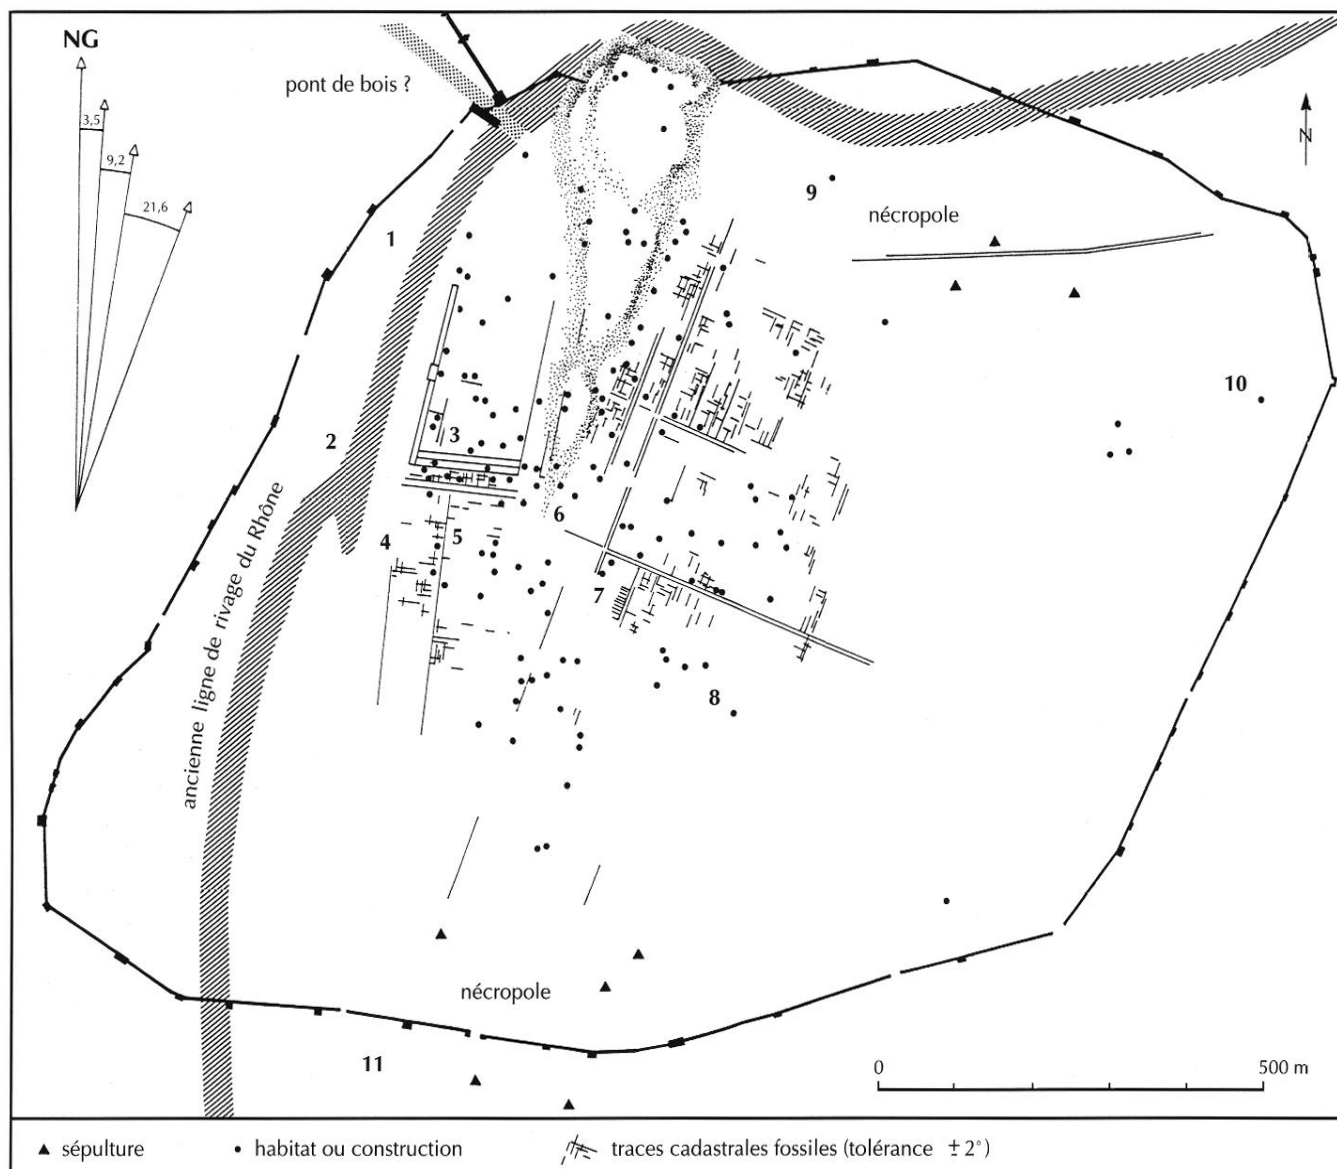 NG
pont de bois ?
3,5
9,2
21,6
N
1
9
nécropole
10
2
3
4
5
6
7
8
ancienne ligne de rivage du Rhône
nécropole
11
0
500 m
sépulture
habitat ou construction
traces cadastrales fossiles (tolérance ± 2°)